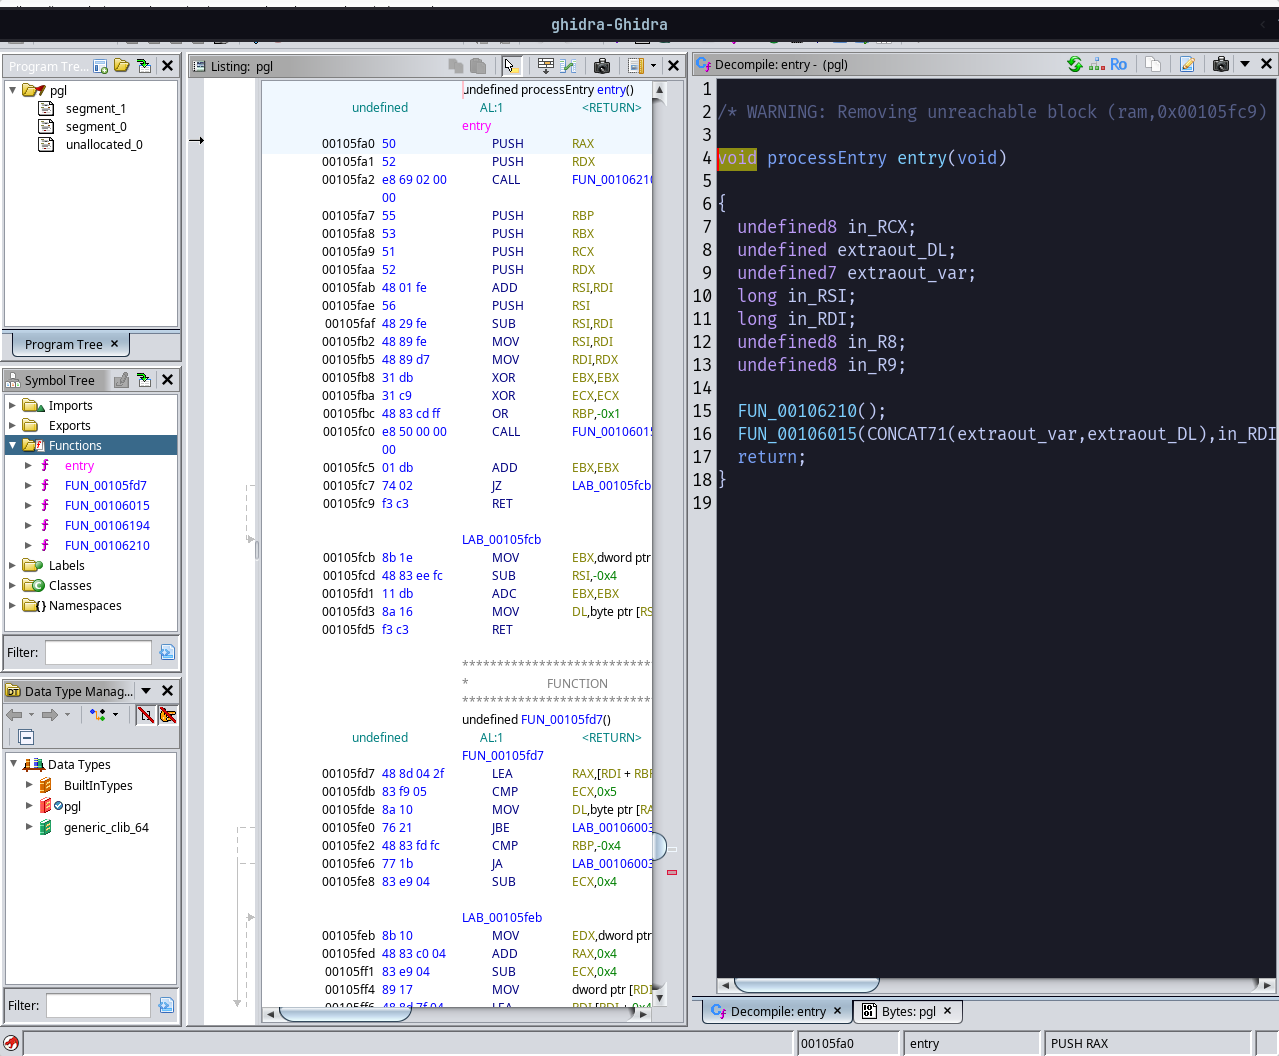 ghidra-Ghidra
Program Tre...
pgl
segment_1
segment_0
unallocated_0
Program Tree
Symbol Tree
Imports
Exports
Functions
entry
FUN_00105fd7
FUN_00106015
FUN_00106194
FUN_00106210
Labels
Classes
Namespaces
Filter:
Data Type Manag...
Data Types
BuiltInTypes
pgl
generic_clib_64
Filter:
Listing: pgl
undefined processEntry entry()
undefined AL:1 <RETURN>
entry
00105fa0 50 PUSH RAX
00105fa1 52 PUSH RDX
00105fa2 e8 69 02 00 CALL FUN_00106210
00
00105fa7 55 PUSH RBP
00105fa8 53 PUSH RBX
00105fa9 51 PUSH RCX
00105faa 52 PUSH RDX
00105fab 48 01 fe ADD RSI,RDI
00105fae 56 PUSH RSI
00105faf 48 29 fe SUB RSI,RDI
00105fb2 48 89 fe MOV RSI,RDI
00105fb5 48 89 d7 MOV RDI,RDX
00105fb8 31 db XOR EBX,EBX
00105fba 31 c9 XOR ECX,ECX
00105fbc 48 83 cd ff OR RBP,-0x1
00105fc0 e8 50 00 00 CALL FUN_00106015
00
00105fc5 01 db ADD EBX,EBX
00105fc7 74 02 JZ LAB_00105fcb
00105fc9 f3 c3 RET
LAB_00105fcb
00105fcb 8b 1e MOV EBX,dword ptr
00105fcd 48 83 ee fc SUB RSI,-0x4
00105fd1 11 db ADC EBX,EBX
00105fd3 8a 16 MOV DL,byte ptr [RS
00105fd5 f3 c3 RET
****************************
* FUNCTION
****************************
undefined FUN_00105fd7()
undefined AL:1 <RETURN>
FUN_00105fd7
00105fd7 48 8d 04 2f LEA RAX,[RDI + RBP
00105fdb 83 f9 05 CMP ECX,0x5
00105fde 8a 10 MOV DL,byte ptr [RA
00105fe0 76 21 JBE LAB_00106003
00105fe2 48 83 fd fc CMP RBP,-0x4
00105fe6 77 1b JA LAB_00106003
00105fe8 83 e9 04 SUB ECX,0x4
LAB_00105feb
00105feb 8b 10 MOV EDX,dword ptr
00105fed 48 83 c0 04 ADD RAX,0x4
00105ff1 83 e9 04 SUB ECX,0x4
00105ff4 89 17 MOV dword ptr [RDI
00105ff6 48 8d 7f 04 LEA RDI,[RDI + 0x4
Decompile: entry - (pgl)
Ro
1
2 /* WARNING: Removing unreachable block (ram,0x00105fc9)
3
4 void processEntry entry(void)
5
6 {
7 undefined8 in_RCX;
8 undefined extraout_DL;
9 undefined7 extraout_var;
10 long in_RSI;
11 long in_RDI;
12 undefined8 in_R8;
13 undefined8 in_R9;
14
15 FUN_00106210();
16 FUN_00106015(CONCAT71(extraout_var,extraout_DL),in_RDI
17 return;
18 }
19
Decompile: entry
Bytes: pgl
00105fa0
entry
PUSH RAX